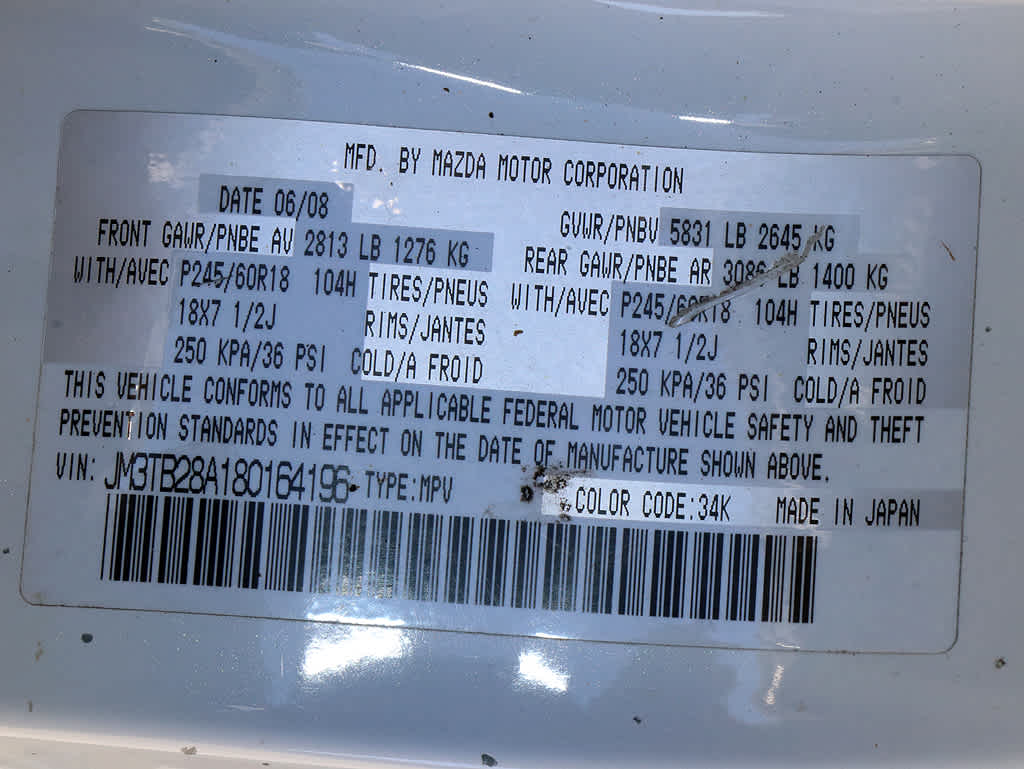 MFD. BY MAZDA MOTOR CORPORATION
DATE 06/08 GVWR/PNBV 5831 LB 2645 KG
FRONT GAWR/PNBE AV 2813 LB 1276 KG REAR GAWR/PNBE AR 3086 LB 1400 KG
WITH/AVEC P245/60R18 104H TIRES/PNEUS WITH/AVEC P245/60R18 104H TIRES/PNEUS
18X7 1/2J RIMS/JANTES 18X7 1/2J RIMS/JANTES
250 KPA/36 PSI COLD/A FROID 250 KPA/36 PSI COLD/A FROID
THIS VEHICLE CONFORMS TO ALL APPLICABLE FEDERAL MOTOR VEHICLE SAFETY AND THEFT
PREVENTION STANDARDS IN EFFECT ON THE DATE OF MANUFACTURE SHOWN ABOVE.
VIN: JM3TB28A180164196 TYPE:MPV COLOR CODE:34K MADE IN JAPAN